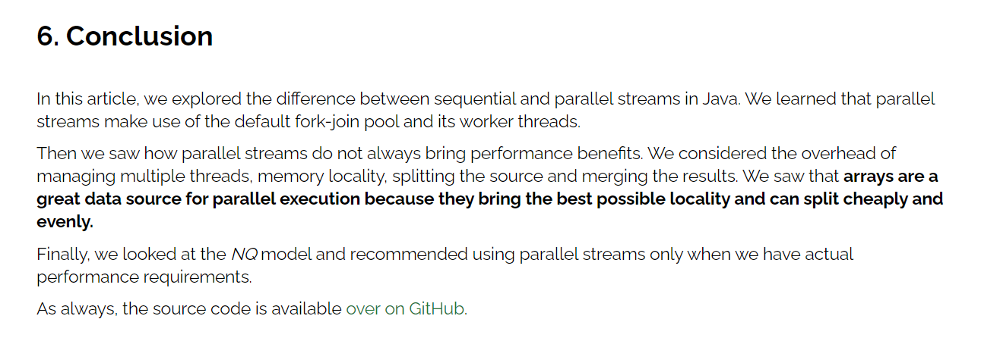 6. Conclusion
In this article, we explored the difference between sequential and parallel streams in Java. We learned that parallel
streams make use of the default fork-join pool and its worker threads.
Then we saw how parallel streams do not always bring performance benefits. We considered the overhead of
managing multiple threads, memory locality, splitting the source and merging the results. We saw that arrays are a
great data source for parallel execution because they bring the best possible locality and can split cheaply and
evenly.
Finally, we looked at the NQ model and recommended using parallel streams only when we have actual
performance requirements.
As always, the source code is available over on GitHub.